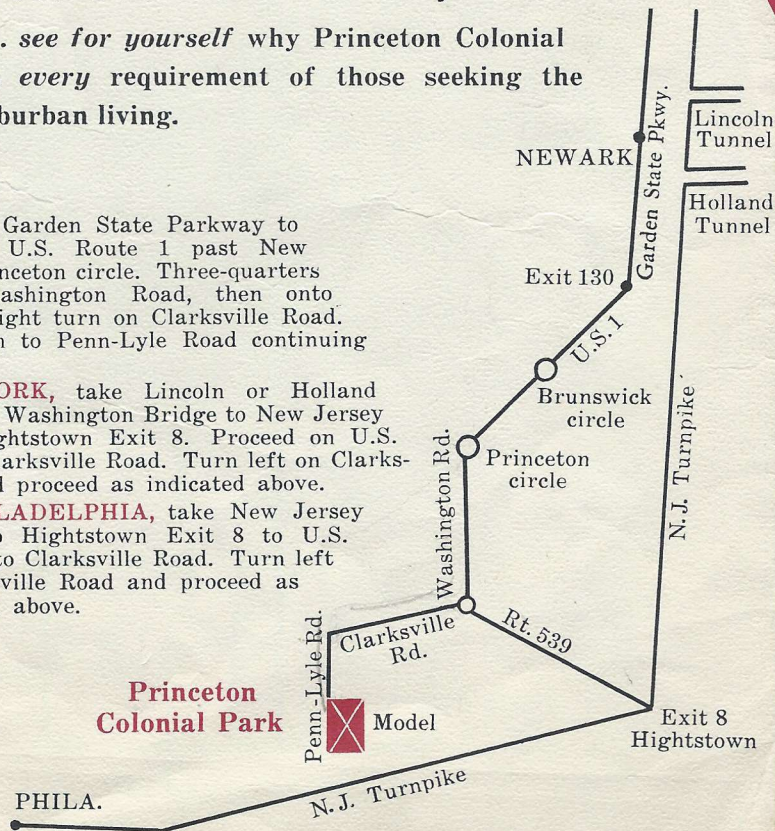 . see for yourself why Princeton Colonial
every requirement of those seeking the
burban living.
Garden State Parkway to
U.S. Route 1 past New
nceton circle. Three-quarters
ashington Road, then onto
ight turn on Clarksville Road.
n to Penn-Lyle Road continuing
ORK, take Lincoln or Holland
Washington Bridge to New Jersey
ghtstown Exit 8. Proceed on U.S.
arksville Road. Turn left on Clarks-
l proceed as indicated above.
LADELPHIA, take New Jersey
o Hightstown Exit 8 to U.S.
to Clarksville Road. Turn left
ville Road and proceed as
above.
Lincoln
Tunnel
NEWARK
Garden State Pkwy.
Holland
Tunnel
Exit 130
U.S. 1
Brunswick
circle
N.J. Turnpike
Princeton
circle
Washington Rd.
Rt. 539
Clarksville
Rd.
Penn-Lyle Rd.
Princeton
Colonial Park
Model
Exit 8
Hightstown
N.J. Turnpike
PHILA.